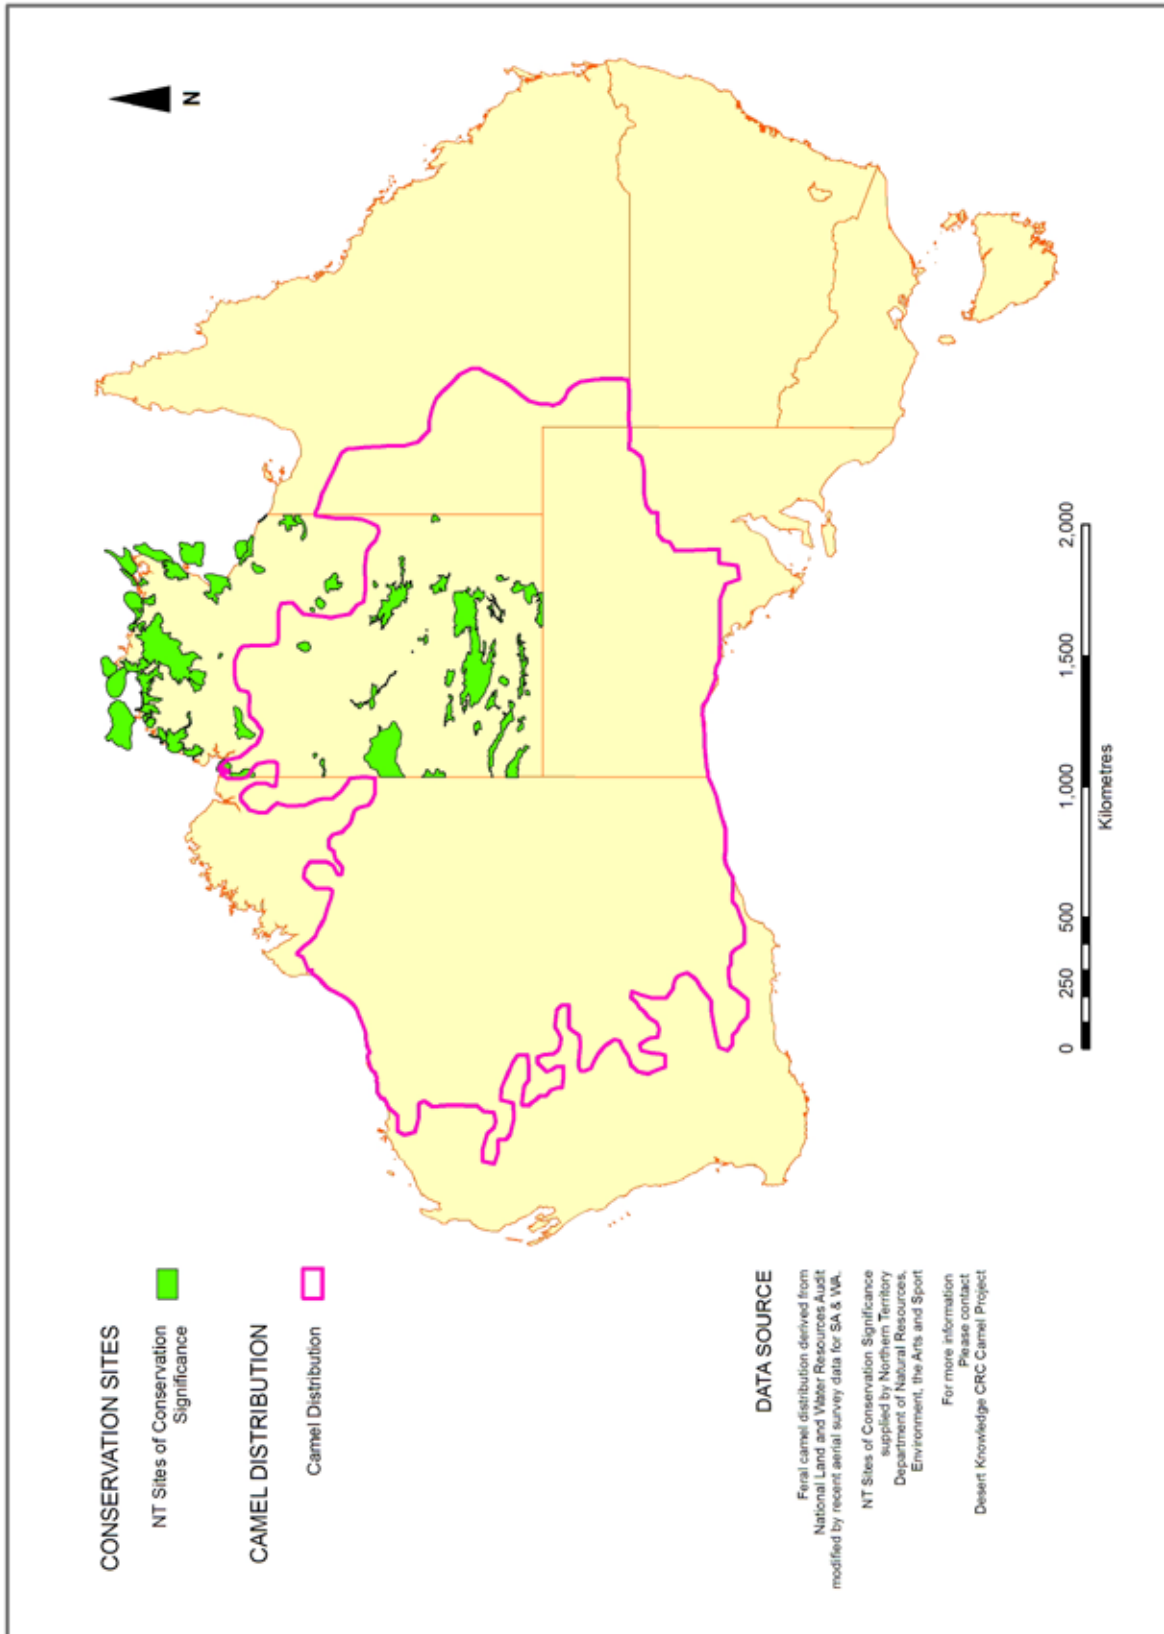 N
CONSERVATION SITES
NT Sites of Conservation
Significance
CAMEL DISTRIBUTION
Camel Distribution
DATA SOURCE
Feral camel distribution derived from
National Land and Water Resources Audit
modified by recent aerial survey data for SA & WA.
NT Sites of Conservation Significance
supplied by Northern Territory
Department of Natural Resources,
Environment, the Arts and Sport
For more information
Please contact
Desert Knowledge CRC Camel Project
0 250 500 1,000 1,500 2,000
Kilometres